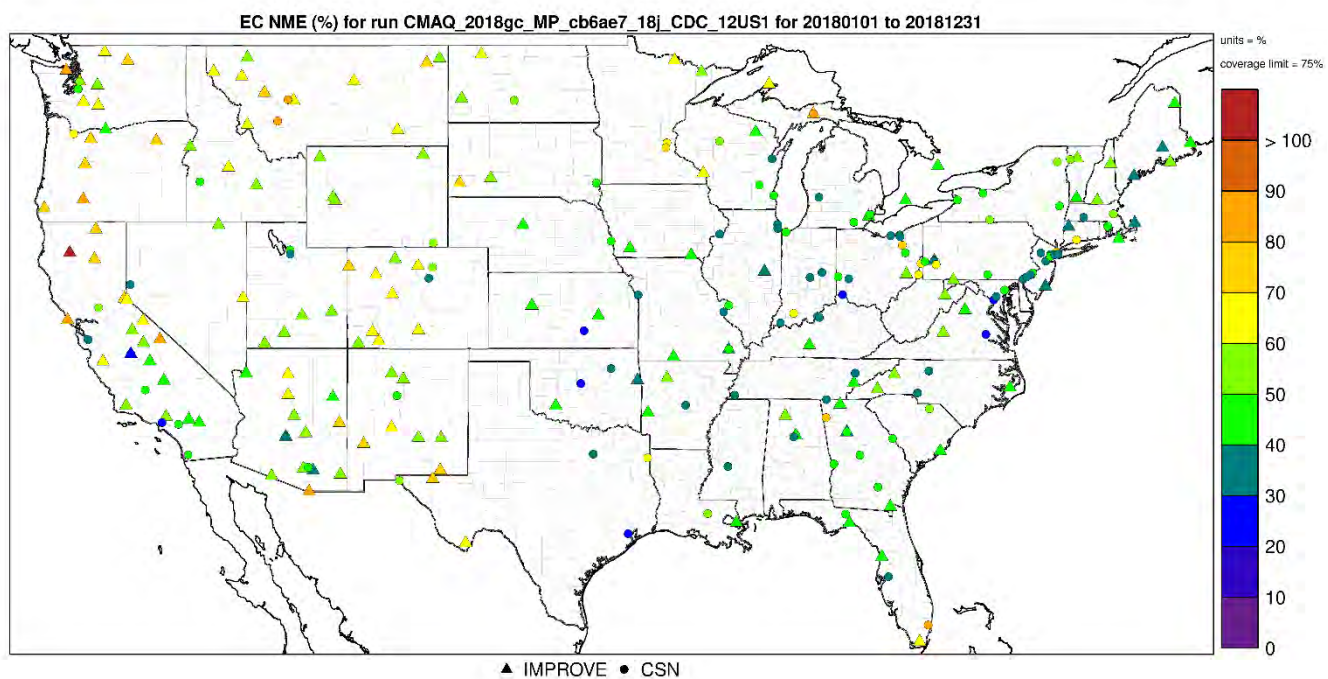 EC NME (%) for run CMAQ_2018gc_MP_cb6ae7_18j_CDC_12US1 for 20180101 to 20181231
units = %
coverage limit = 75%
> 100
90
80
70
60
50
40
30
20
10
0
▲ IMPROVE ● CSN